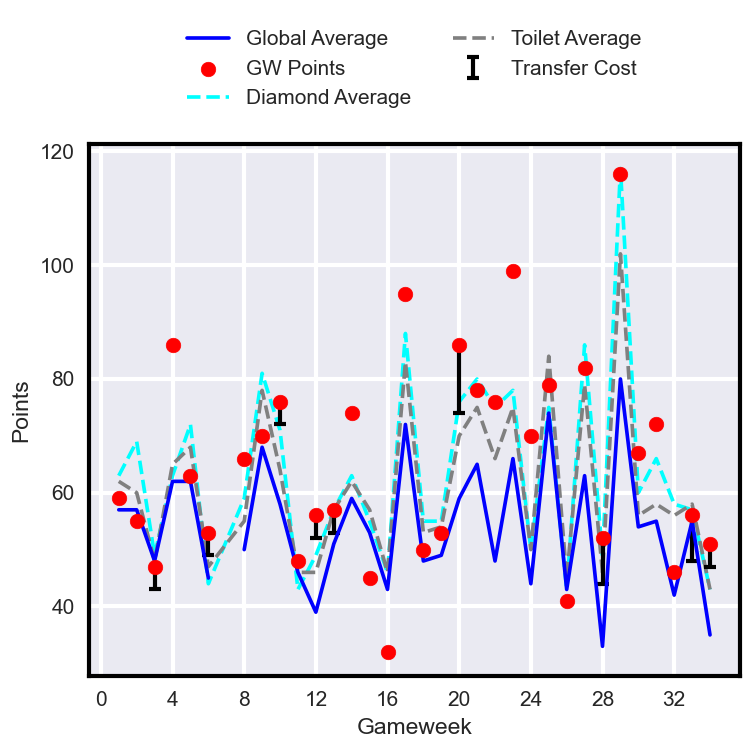 Global Average
GW Points
Diamond Average
Toilet Average
Transfer Cost
120
100
80
60
40
Points
0 4 8 12 16 20 24 28 32
Gameweek